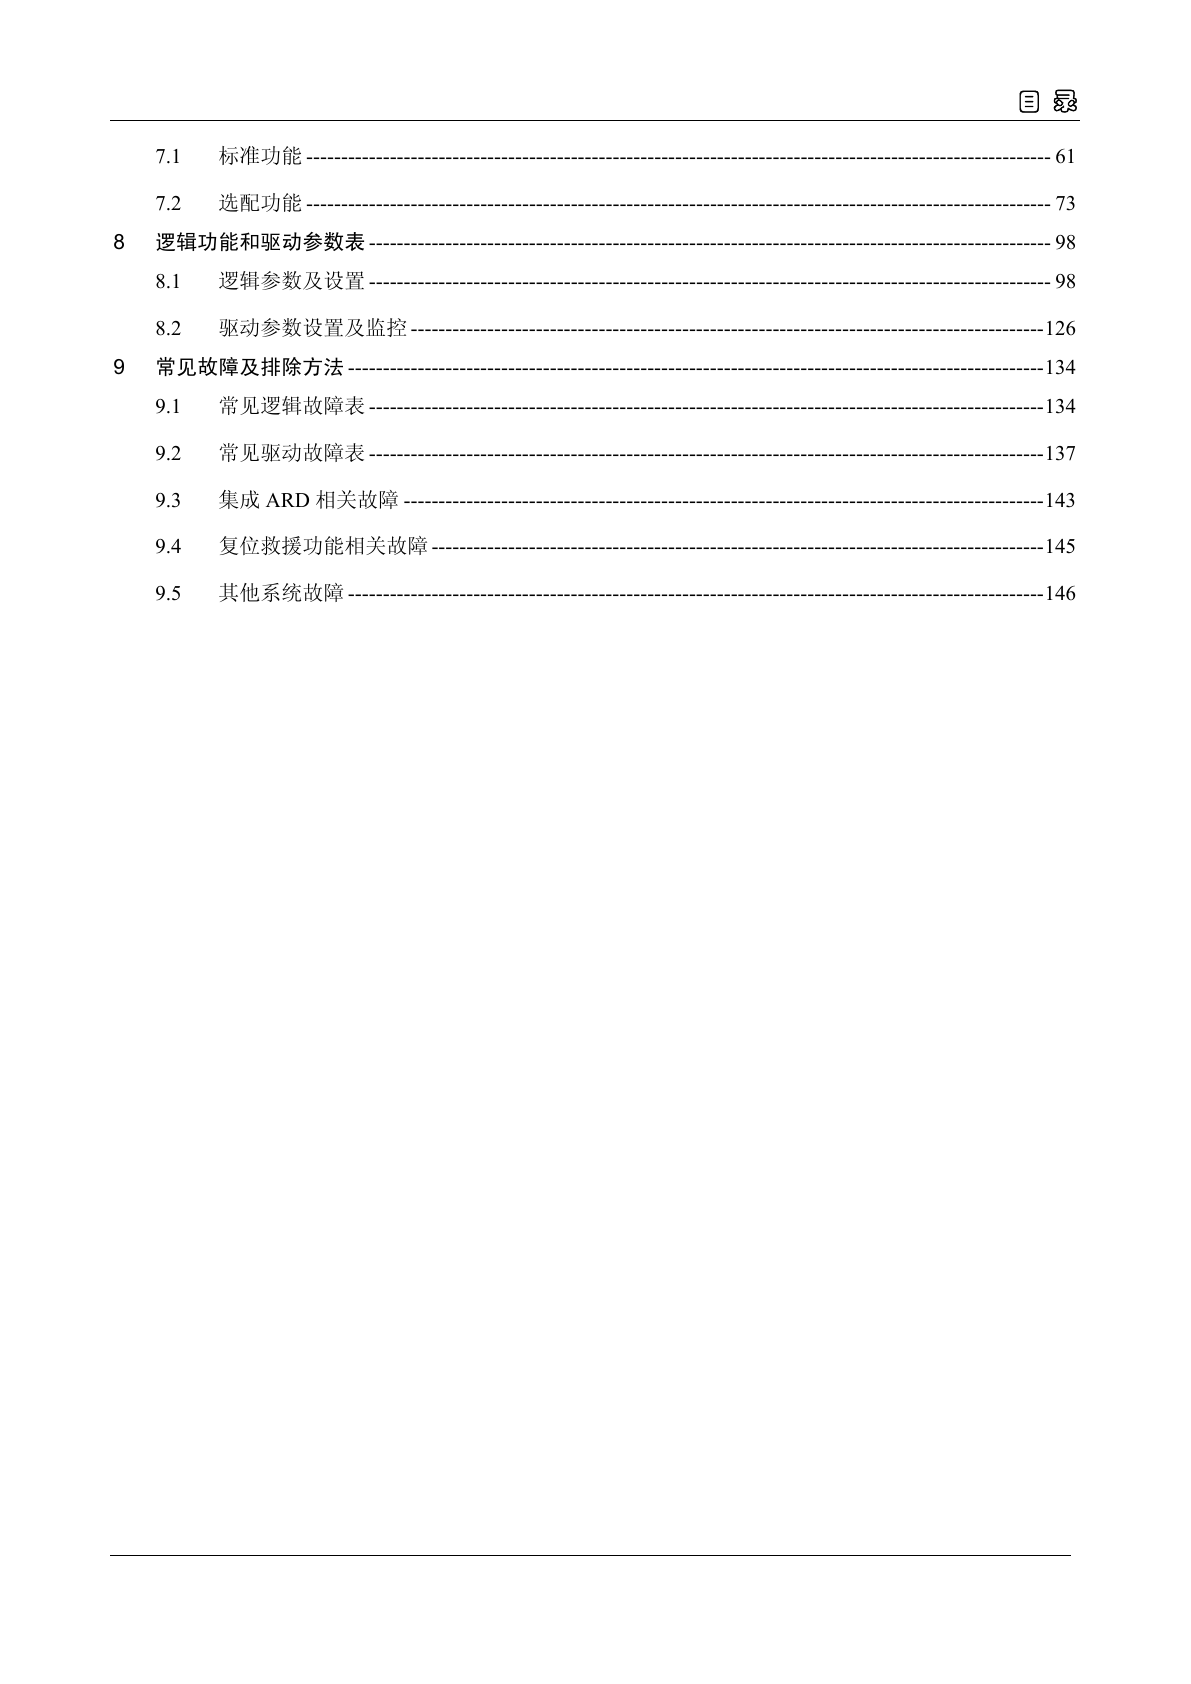 目 录
7.1 标准功能 ---------------------------------------------------------------------------------------------------------- 61
7.2 选配功能 ---------------------------------------------------------------------------------------------------------- 73
8 逻辑功能和驱动参数表 ------------------------------------------------------------------------------------------------- 98
8.1 逻辑参数及设置 ------------------------------------------------------------------------------------------------- 98
8.2 驱动参数设置及监控 ------------------------------------------------------------------------------------------126
9 常见故障及排除方法 ---------------------------------------------------------------------------------------------------134
9.1 常见逻辑故障表 ------------------------------------------------------------------------------------------------134
9.2 常见驱动故障表 ------------------------------------------------------------------------------------------------137
9.3 集成 ARD 相关故障 -------------------------------------------------------------------------------------------143
9.4 复位救援功能相关故障 ---------------------------------------------------------------------------------------145
9.5 其他系统故障 ---------------------------------------------------------------------------------------------------146